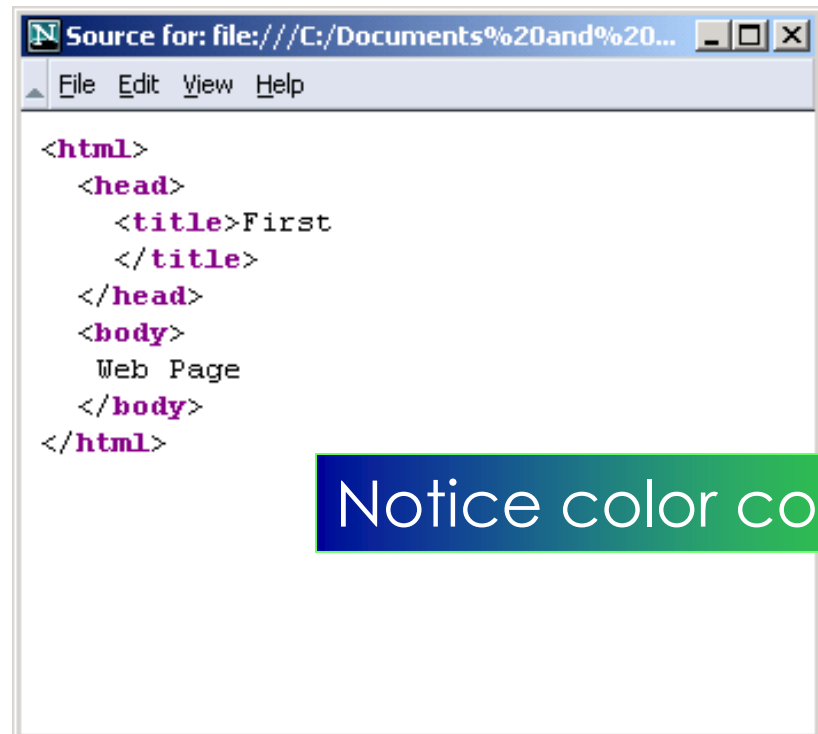 N Source for: file:///C:/Documents%20and%20...
File Edit View Help
<html>
<head>
<title>First
</title>
</head>
<body>
Web Page
</body>
</html>
Notice color co